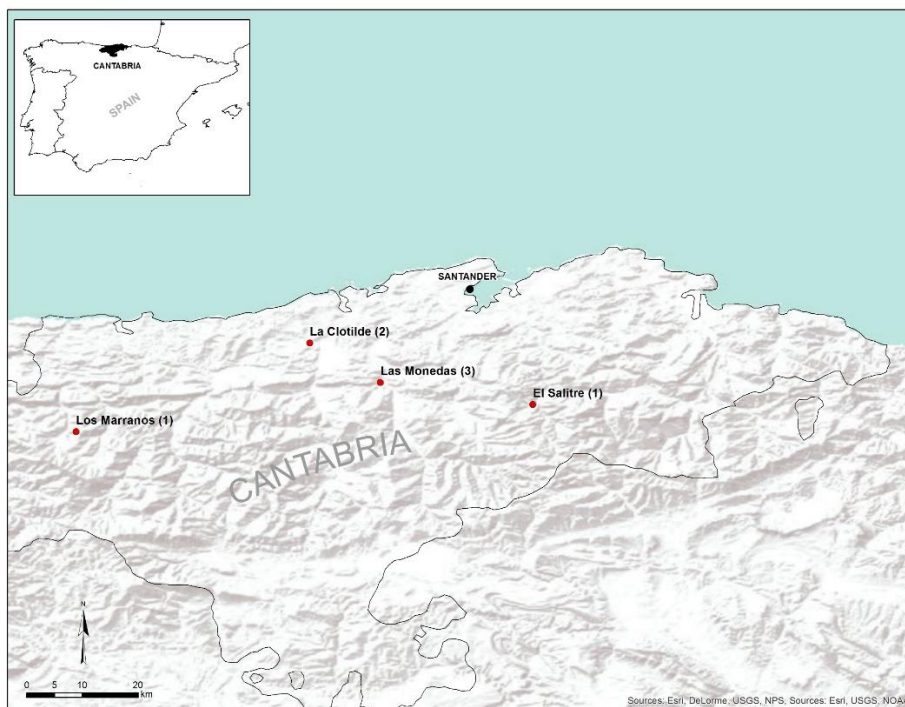 CANTABRIA
SPAIN
SANTANDER
La Clotilde (2)
Las Monedas (3)
El Salitre (1)
Los Marranos (1)
CANTABRIA
N
0 5 10 20
km
Sources: Esri, DeLorme, USGS, NPS, Sources: Esri, USGS, NOAA